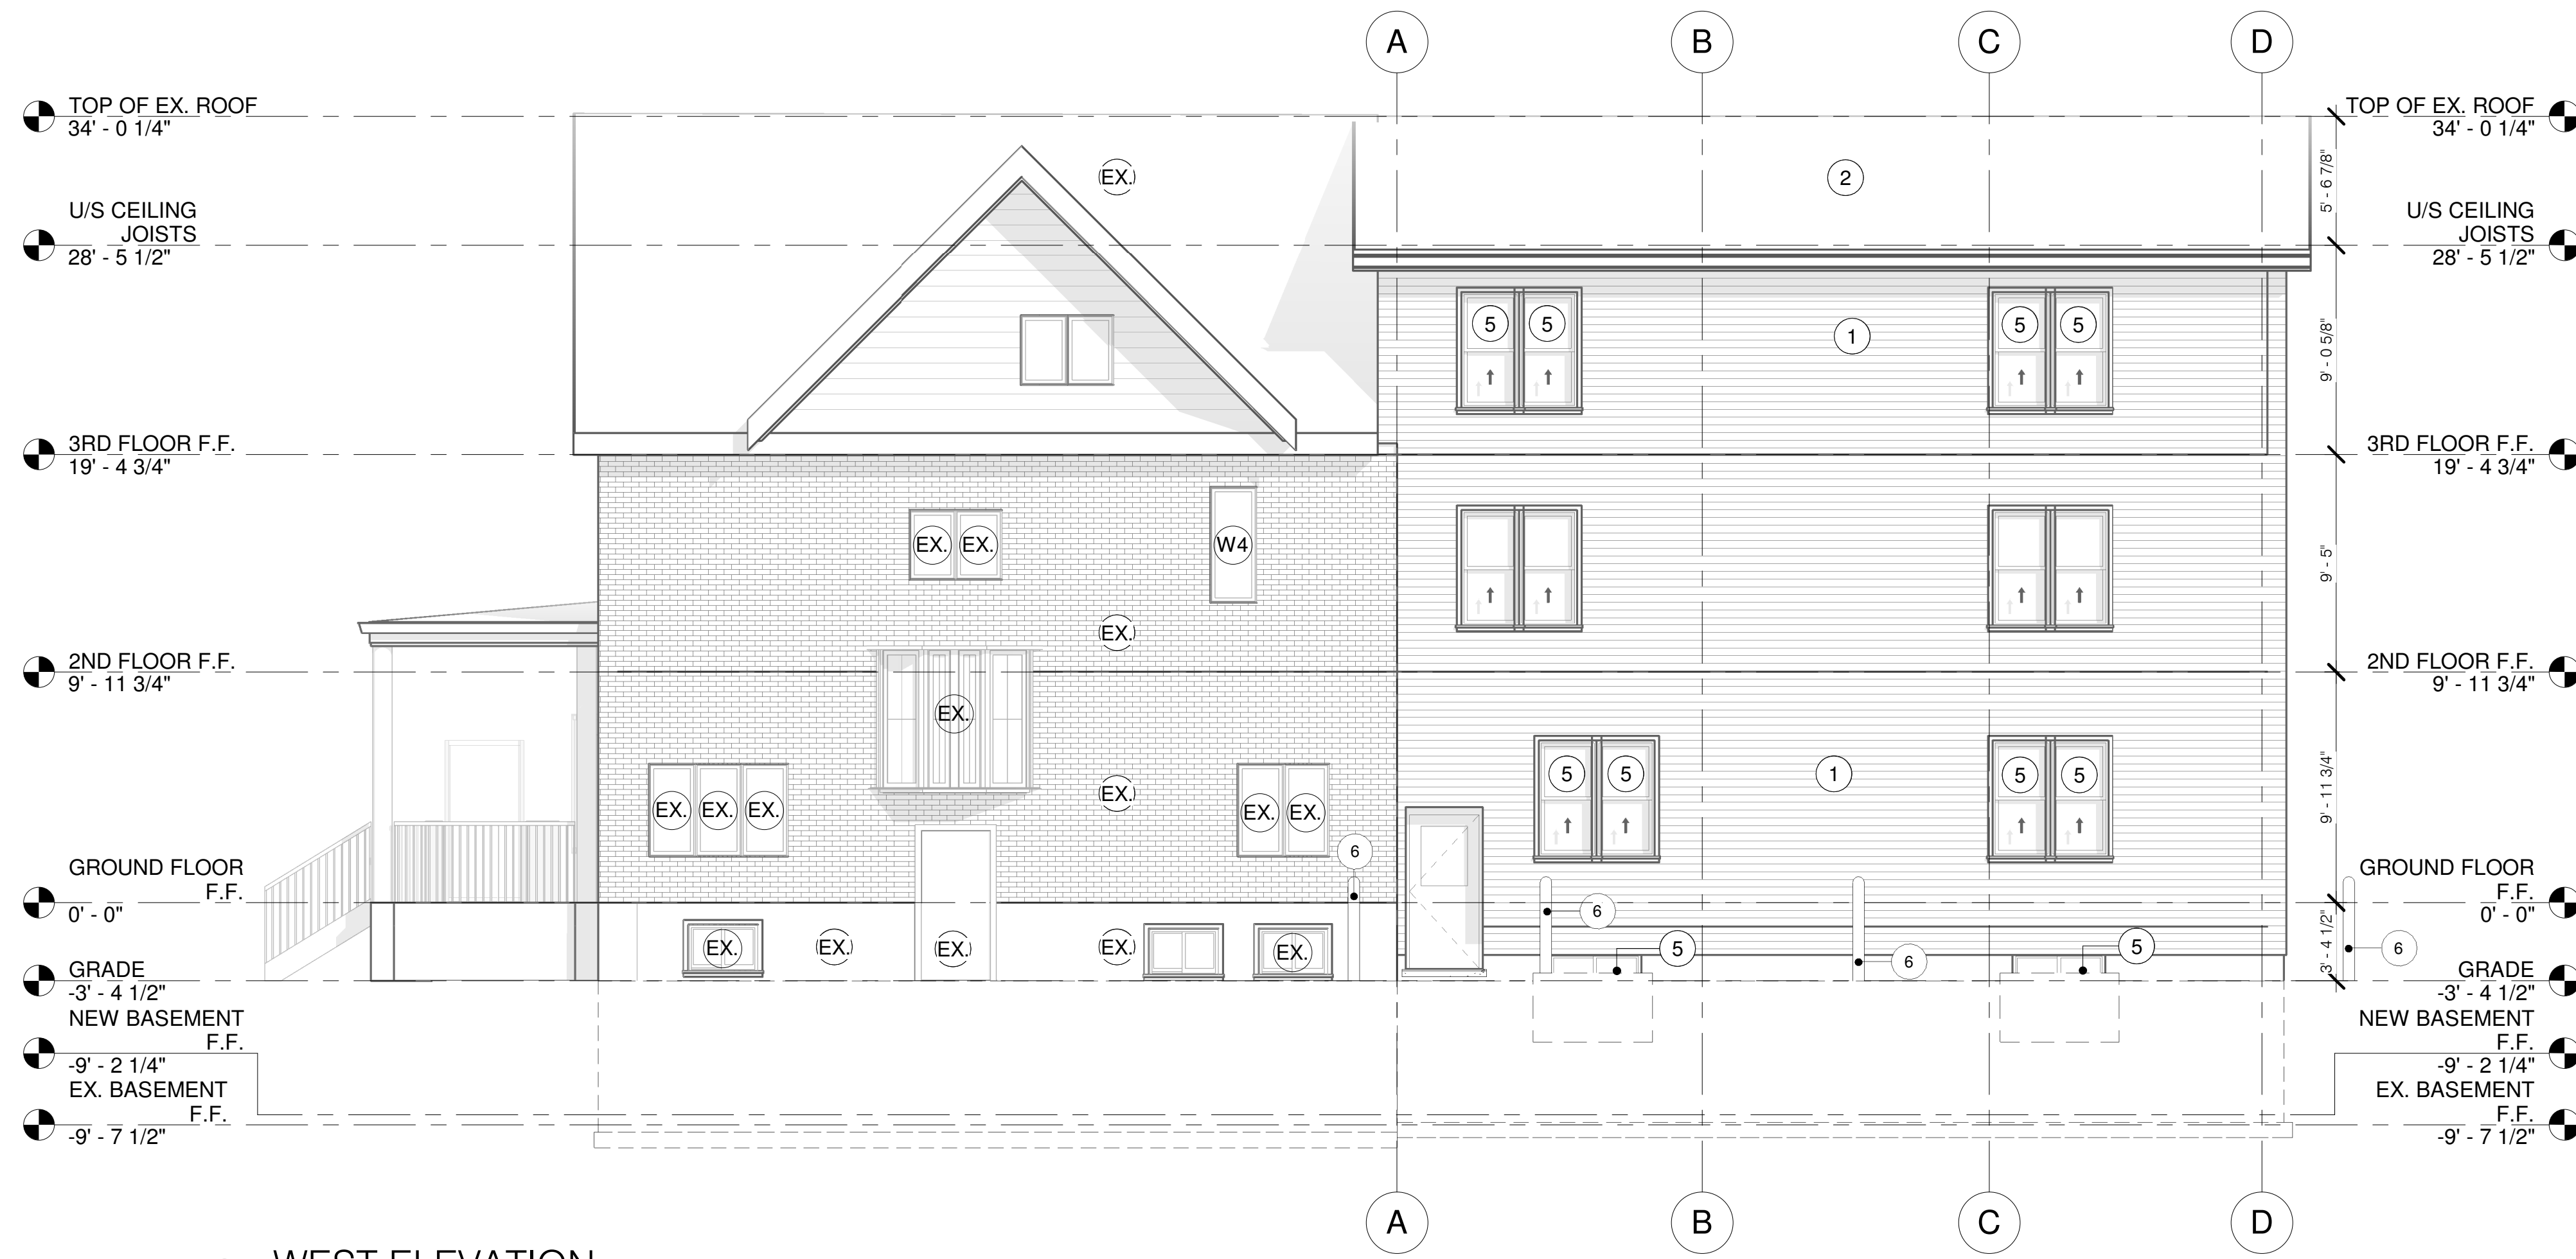 A B C D
TOP OF EX. ROOF
34' - 0 1/4"
TOP OF EX. ROOF
34' - 0 1/4"
5' - 6 7/8"
EX.
2
U/S CEILING
JOISTS
28' - 5 1/2"
U/S CEILING
JOISTS
28' - 5 1/2"
5 5
1
5 5
9' - 0 5/8"
3RD FLOOR F.F.
19' - 4 3/4"
3RD FLOOR F.F.
19' - 4 3/4"
EX. EX.
W4
9' - 5"
EX.
2ND FLOOR F.F.
9' - 11 3/4"
2ND FLOOR F.F.
9' - 11 3/4"
EX.
EX.
5 5
1
5 5
9' - 11 3/4"
EX. EX. EX.
EX. EX.
6
GROUND FLOOR
F.F.
0' - 0"
GROUND FLOOR
F.F.
0' - 0"
6
EX.
EX.
EX.
EX.
EX.
5
6
5
3' - 4 1/2"
6
GRADE
-3' - 4 1/2"
GRADE
-3' - 4 1/2"
NEW BASEMENT
F.F.
-9' - 2 1/4"
NEW BASEMENT
F.F.
-9' - 2 1/4"
EX. BASEMENT
F.F.
-9' - 7 1/2"
EX. BASEMENT
F.F.
-9' - 7 1/2"
A B C D
WEST ELEVATION